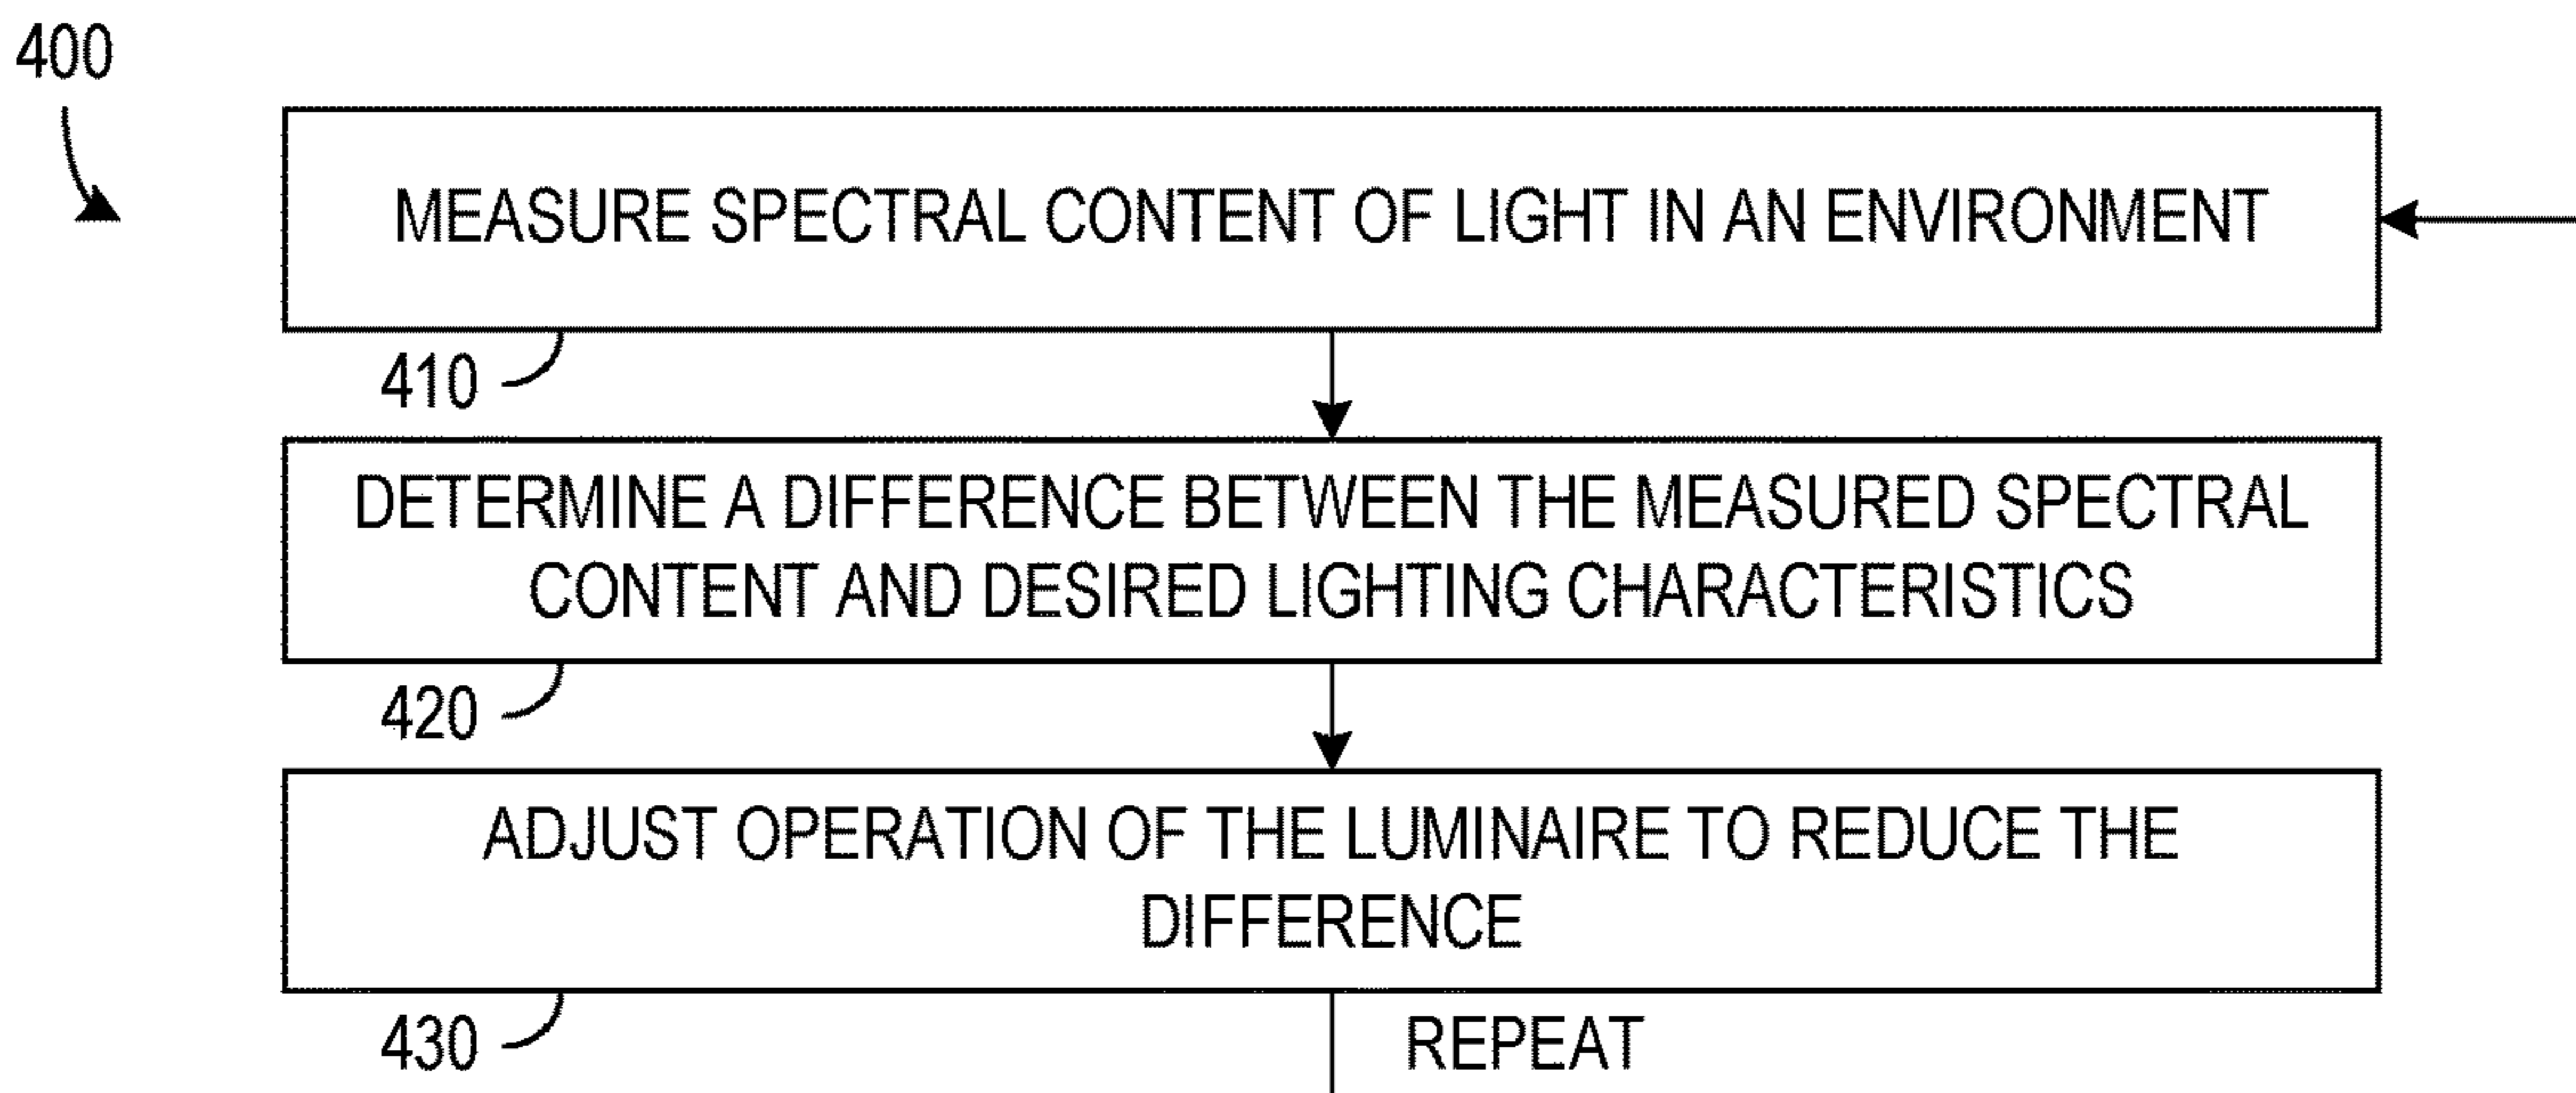 400
MEASURE SPECTRAL CONTENT OF LIGHT IN AN ENVIRONMENT
410
DETERMINE A DIFFERENCE BETWEEN THE MEASURED SPECTRAL
CONTENT AND DESIRED LIGHTING CHARACTERISTICS
420
ADJUST OPERATION OF THE LUMINAIRE TO REDUCE THE
DIFFERENCE
430
REPEAT